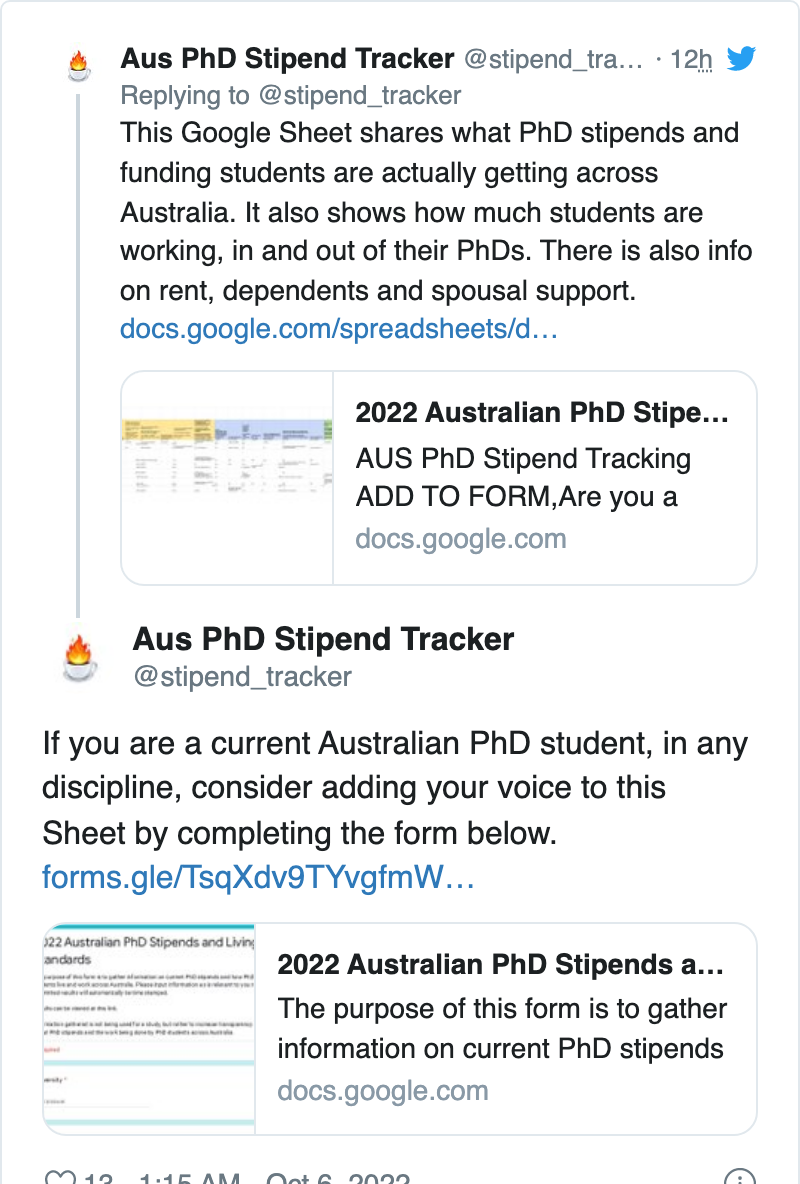 Aus PhD Stipend Tracker @stipend_tra... · 12h
Replying to @stipend_tracker
This Google Sheet shares what PhD stipends and
funding students are actually getting across
Australia. It also shows how much students are
working, in and out of their PhDs. There is also info
on rent, dependents and spousal support.
docs.google.com/spreadsheets/d...
2022 Australian PhD Stipe...
AUS PhD Stipend Tracking
ADD TO FORM,Are you a
docs.google.com
Aus PhD Stipend Tracker
@stipend_tracker
If you are a current Australian PhD student, in any
discipline, consider adding your voice to this
Sheet by completing the form below.
forms.gle/TsqXdv9TYvgfmW...
)22 Australian PhD Stipends and Living
andards
2022 Australian PhD Stipends a...
The purpose of this form is to gather
information on current PhD stipends
docs.google.com
13 1:15 AM · Oct 6, 2022